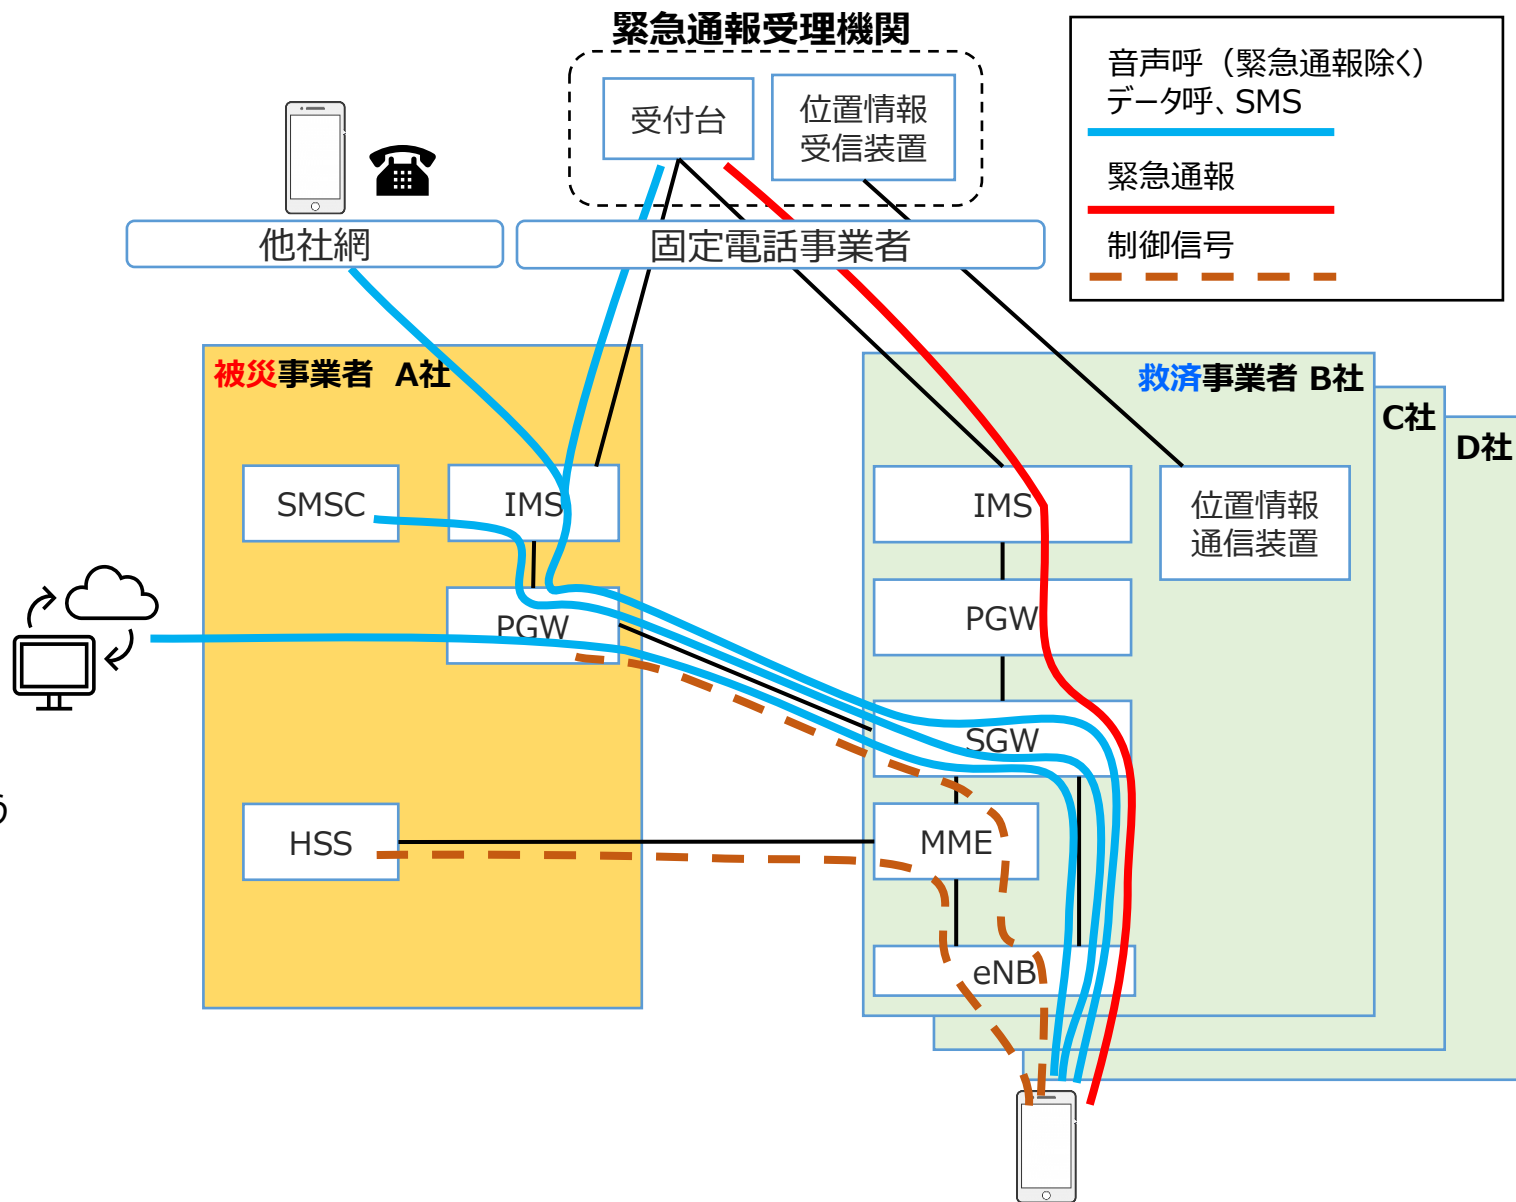 緊急通報受理機関
受付台
位置情報
受信装置
音声呼（緊急通報除く）
データ呼、SMS
緊急通報
制御信号
他社網
固定電話事業者
被災事業者 A社
救済事業者 B社
C社
D社
SMSC
IMS
IMS
位置情報
通信装置
PGW
PGW
SGW
う
HSS
MME
eNB